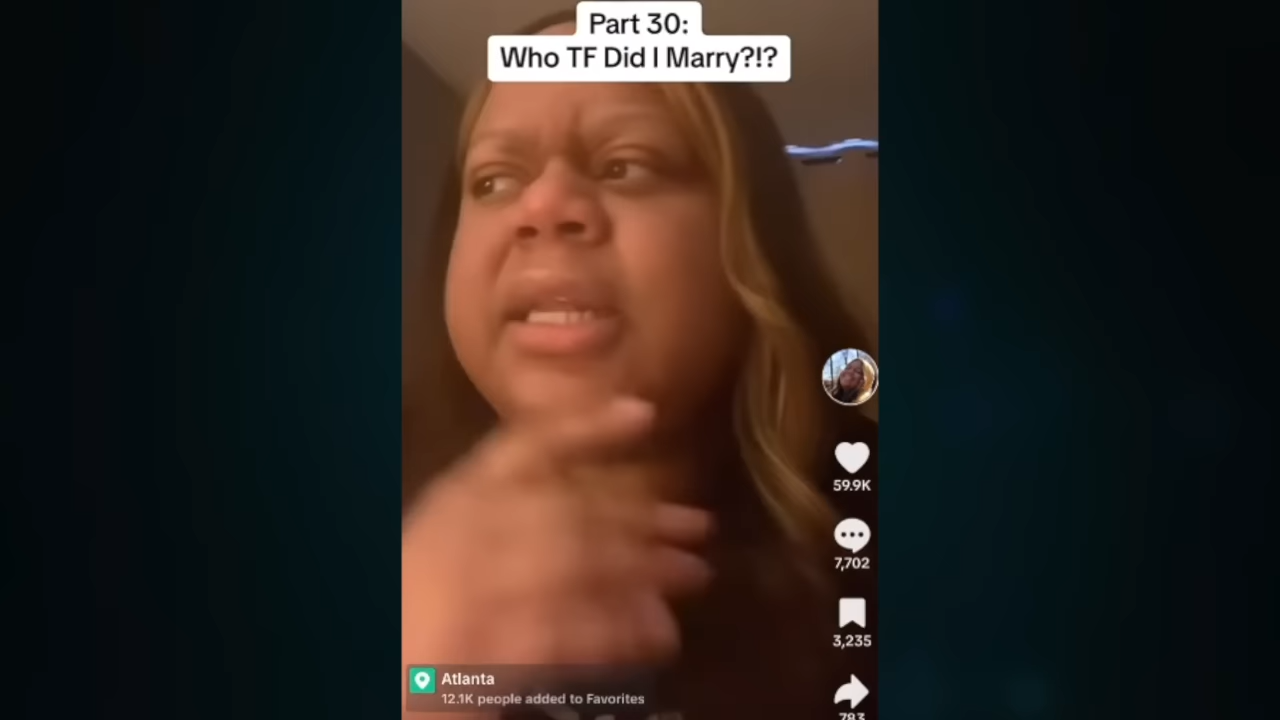 Part 30:
Who TF Did I Marry?!?
59.9K
7,702
3,235
783
Atlanta
12.1K people added to Favorites